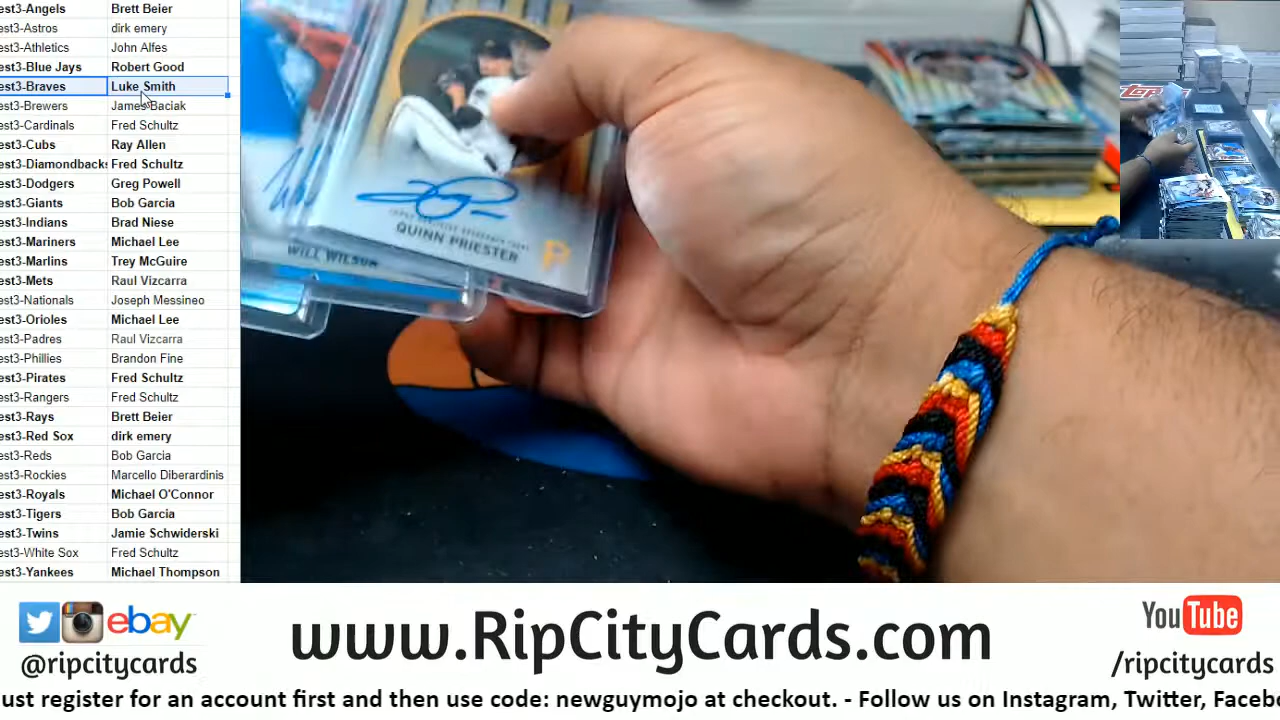 est3-Angels Brett Beier
est3-Astros dirk emery
est3-Athletics John Alfes
est3-Blue Jays Robert Good
est3-Braves Luke Smith
est3-Brewers James Baciak
est3-Cardinals Fred Schultz
est3-Cubs Ray Allen
est3-Diamondbacks Fred Schultz
est3-Dodgers Greg Powell
est3-Giants Bob Garcia
est3-Indians Brad Niese
est3-Mariners Michael Lee
est3-Marlins Trey McGuire
est3-Mets Raul Vizcarra
est3-Nationals Joseph Messineo
est3-Orioles Michael Lee
est3-Padres Raul Vizcarra
est3-Phillies Brandon Fine
est3-Pirates Fred Schultz
est3-Rangers Fred Schultz
est3-Rays Brett Beier
est3-Red Sox dirk emery
est3-Reds Bob Garcia
est3-Rockies Marcello Diberardinis
est3-Royals Michael O'Connor
est3-Tigers Bob Garcia
est3-Twins Jamie Schwiderski
est3-White Sox Fred Schultz
est3-Yankees Michael Thompson
QUINN PRIESTER
P
WILL WILSON
ebay
@ripcitycards
www.RipCityCards.com
YouTube
/ripcitycards
ust register for an account first and then use code: newguymojo at checkout. - Follow us on Instagram, Twitter, Faceb